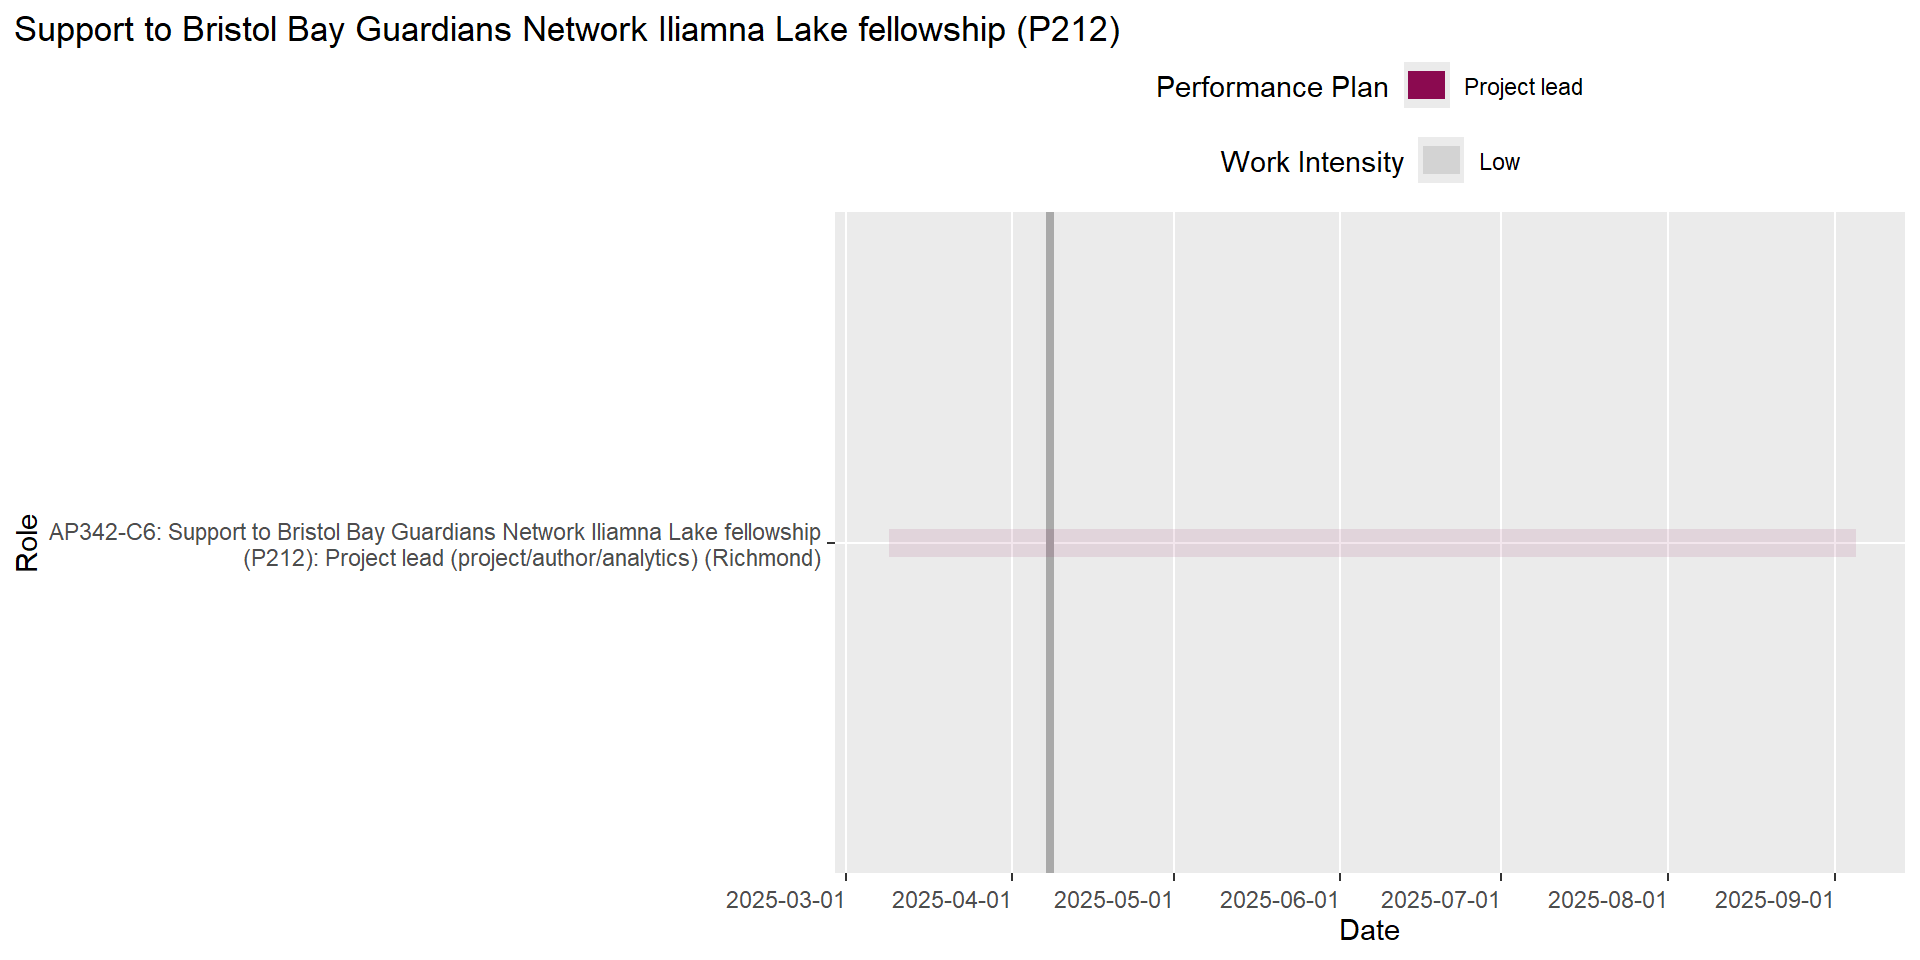 Support to Bristol Bay Guardians Network Iliamna Lake fellowship (P212)
Performance Plan Project lead
Work Intensity Low
Role
AP342-C6: Support to Bristol Bay Guardians Network Iliamna Lake fellowship
(P212): Project lead (project/author/analytics) (Richmond)
2025-03-01 2025-04-01 2025-05-01 2025-06-01 2025-07-01 2025-08-01 2025-09-01
Date